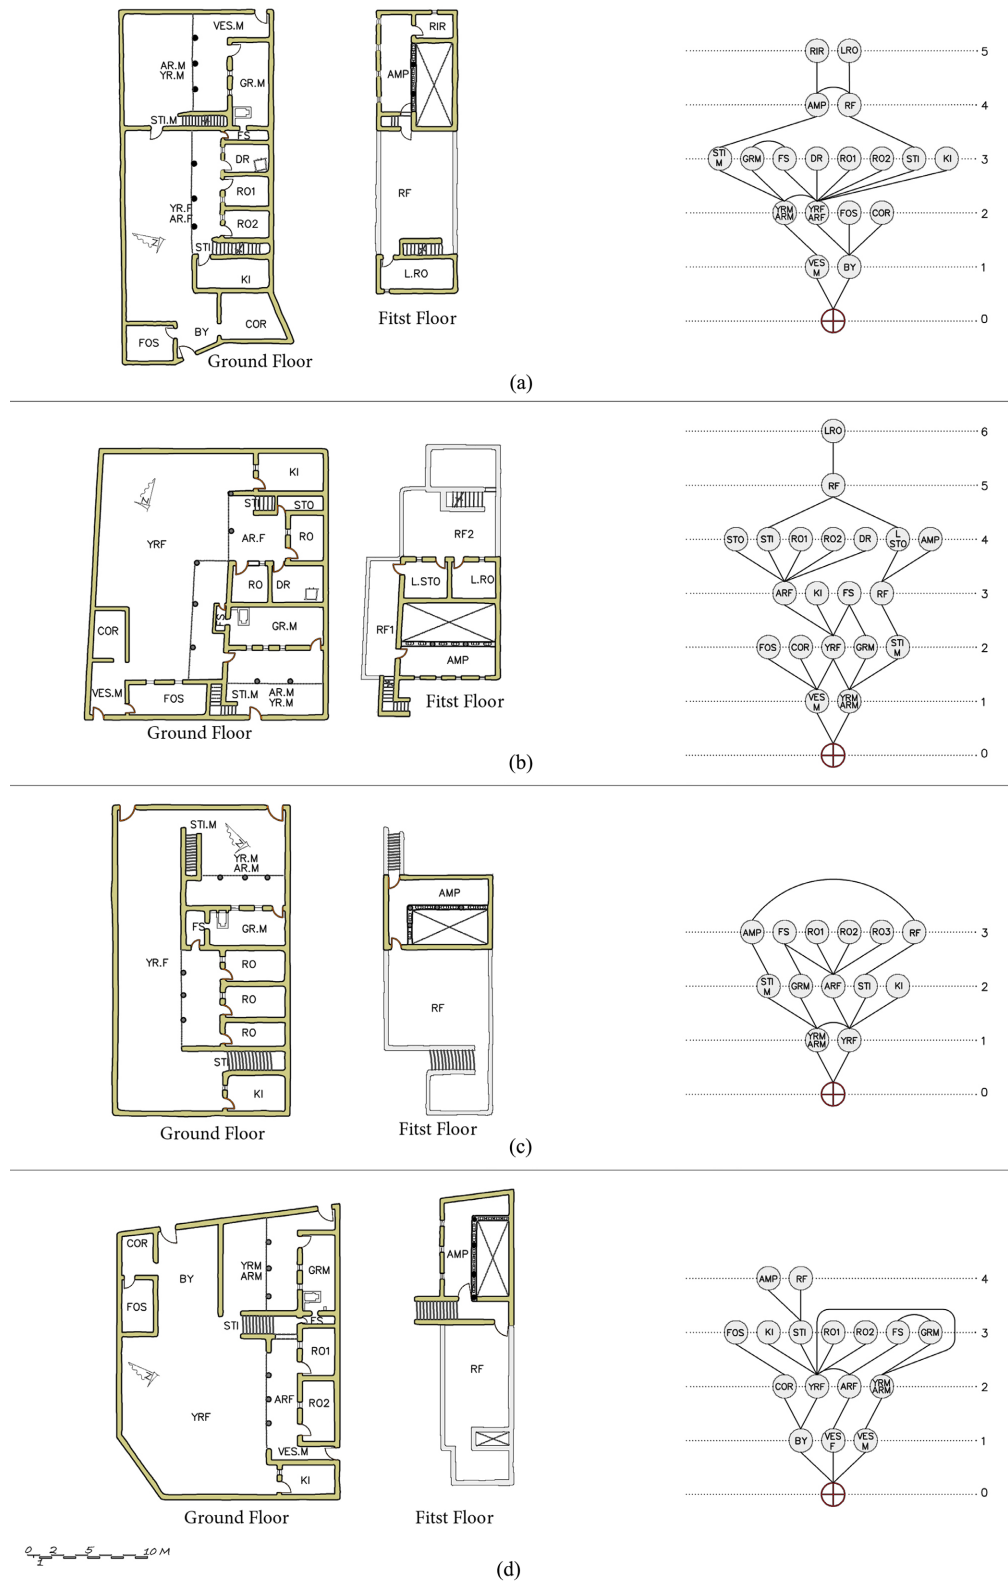 VES.M
AR.M
YR.M
GR.M
STI.M
FS
DR
RO1
YR.F
AR.F
RO2
STI
KI
BY
COR
FOS
Ground Floor
RIR
AMP
RF
L.RO
Fitst Floor
RIR LRO 5
AMP RF 4
STI M GRM FS DR RO1 RO2 STI KI 3
YRM ARM YRF ARF FOS COR 2
VES M BY 1
0
(a)
KI
STI
STO
YRF
AR.F
RO
RO
DR
FS
GR.M
COR
VES.M
FOS
STI.M
AR.M
YR.M
Ground Floor
RF2
L.STO
L.RO
RF1
AMP
Fitst Floor
LRO 6
RF 5
STO STI RO1 RO2 DR L STO AMP 4
ARF KI FS RF 3
FOS COR YRF GRM STI M 2
VES M YRM ARM 1
0
(b)
STI.M
YR.M
AR.M
FS
GR.M
YR.F
RO
RO
RO
STI
KI
Ground Floor
AMP
RF
Fitst Floor
AMP FS RO1 RO2 RO3 RF 3
STI M GRM ARF STI KI 2
YRM ARM YRF 1
0
(c)
COR
BY
YRM
ARM
GRM
FOS
STI
FS
RO1
ARF
RO2
YRF
VES.M
KI
Ground Floor
AMP
RF
Fitst Floor
AMP RF 4
FOS KI STI RO1 RO2 FS GRM 3
COR YRF ARF YRM ARM 2
BY VES F VES M 1
0
0 1 2 5 10 M
(d)